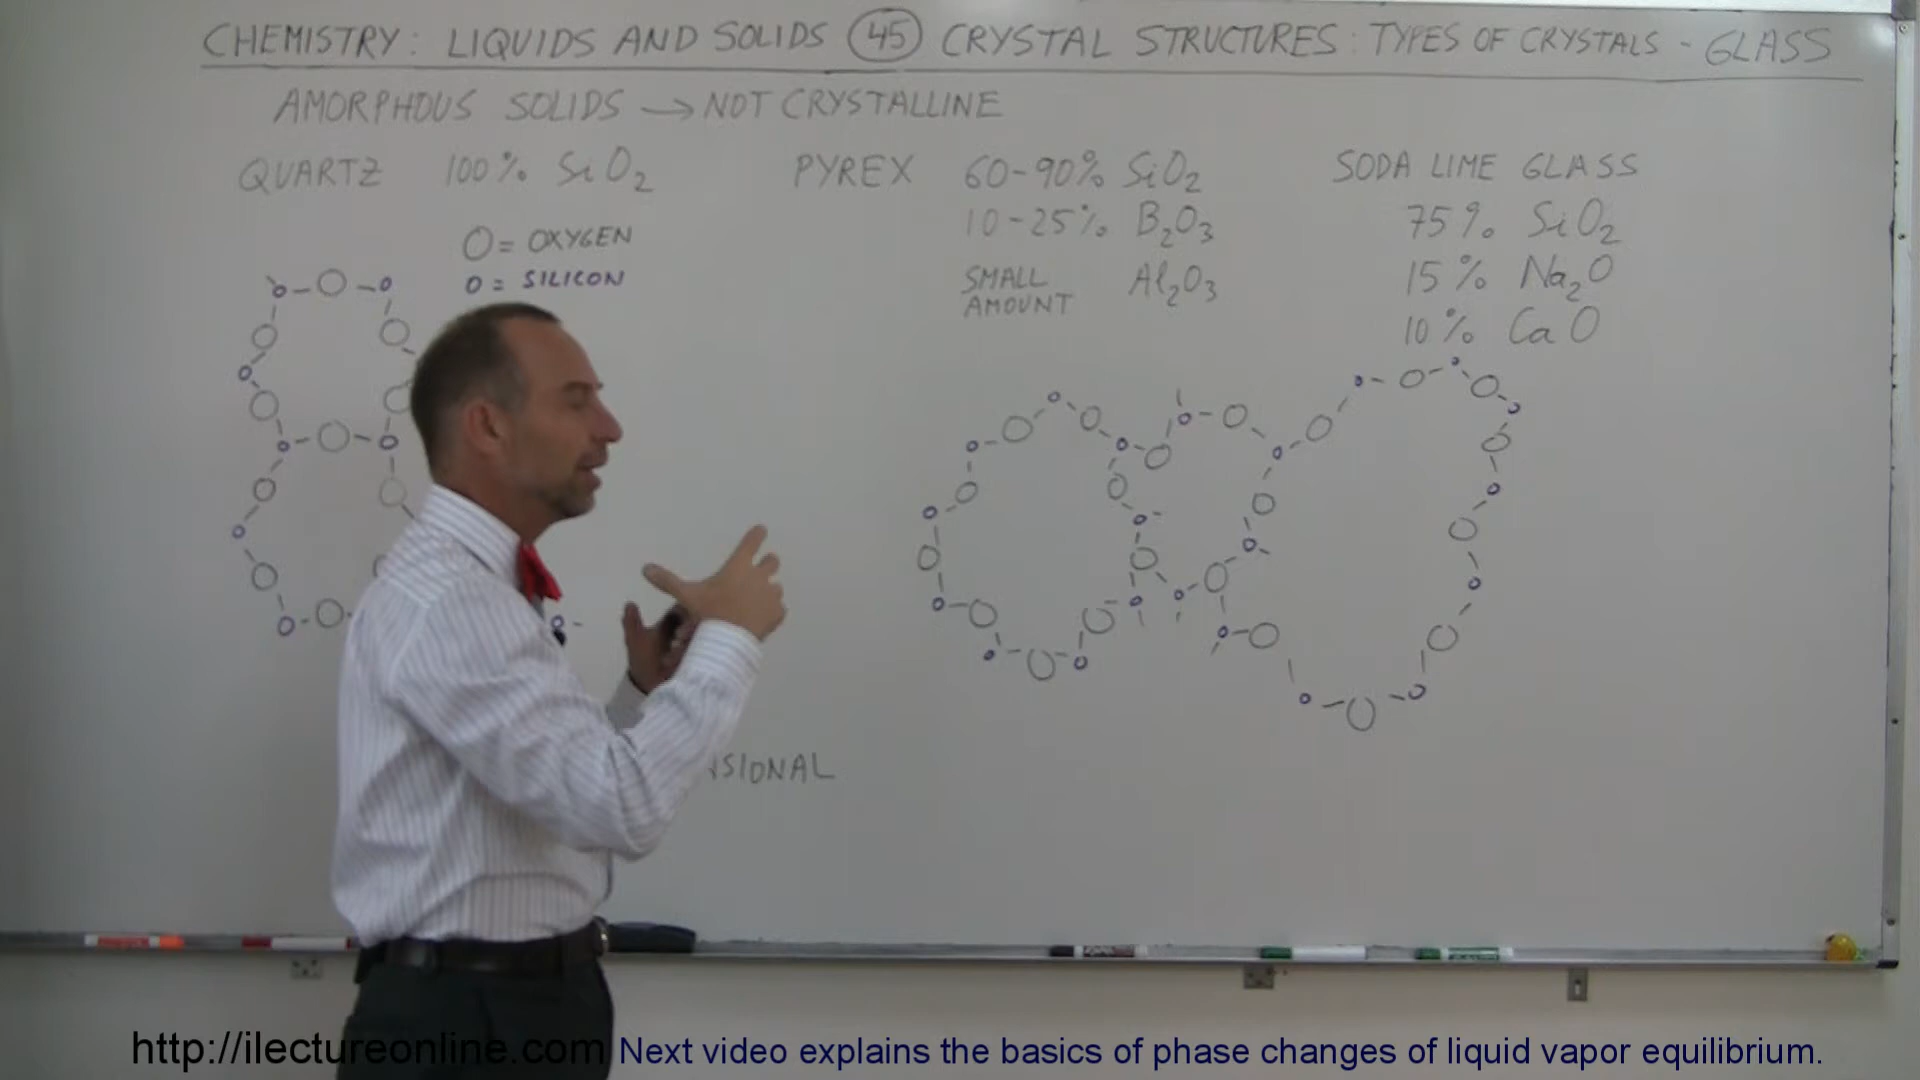 CHEMISTRY: LIQUIDS AND SOLIDS 45 CRYSTAL STRUCTURES: TYPES OF CRYSTALS - GLASS
AMORPHOUS SOLIDS → NOT CRYSTALLINE
QUARTZ 100% SiO2
O = OXYGEN
o = SILICON
PYREX 60-90% SiO2
10-25% B2O3
SMALL AMOUNT Al2O3
SODA LIME GLASS
75% SiO2
15% Na2O
10% CaO
NSIONAL
http://ilectureonline.com Next video explains the basics of phase changes of liquid vapor equilibrium.